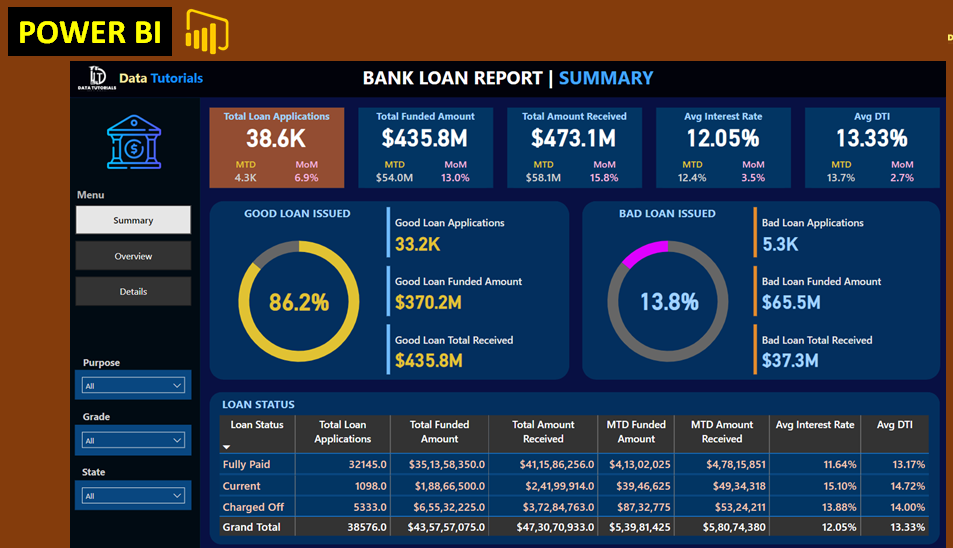 POWER BI
D
DATA TUTORIALS
Data Tutorials
BANK LOAN REPORT | SUMMARY
Total Loan Applications
38.6K
MTD MoM
4.3K 6.9%
Total Funded Amount
$435.8M
MTD MoM
$54.0M 13.0%
Total Amount Received
$473.1M
MTD MoM
$58.1M 15.8%
Avg Interest Rate
12.05%
MTD MoM
12.4% 3.5%
Avg DTI
13.33%
MTD MoM
13.7% 2.7%
Menu
Summary
Overview
Details
Purpose
All
Grade
All
State
All
GOOD LOAN ISSUED
86.2%
Good Loan Applications
33.2K
Good Loan Funded Amount
$370.2M
Good Loan Total Received
$435.8M
BAD LOAN ISSUED
13.8%
Bad Loan Applications
5.3K
Bad Loan Funded Amount
$65.5M
Bad Loan Total Received
$37.3M
LOAN STATUS
Loan Status Total Loan Applications Total Funded Amount Total Amount Received MTD Funded Amount MTD Amount Received Avg Interest Rate Avg DTI
Fully Paid 32145.0 $35,13,58,350.0 $41,15,86,256.0 $4,13,02,025 $4,78,15,851 11.64% 13.17%
Current 1098.0 $1,88,66,500.0 $2,41,99,914.0 $39,46,625 $49,34,318 15.10% 14.72%
Charged Off 5333.0 $6,55,32,225.0 $3,72,84,763.0 $87,32,775 $53,24,211 13.88% 14.00%
Grand Total 38576.0 $43,57,57,075.0 $47,30,70,933.0 $5,39,81,425 $5,80,74,380 12.05% 13.33%